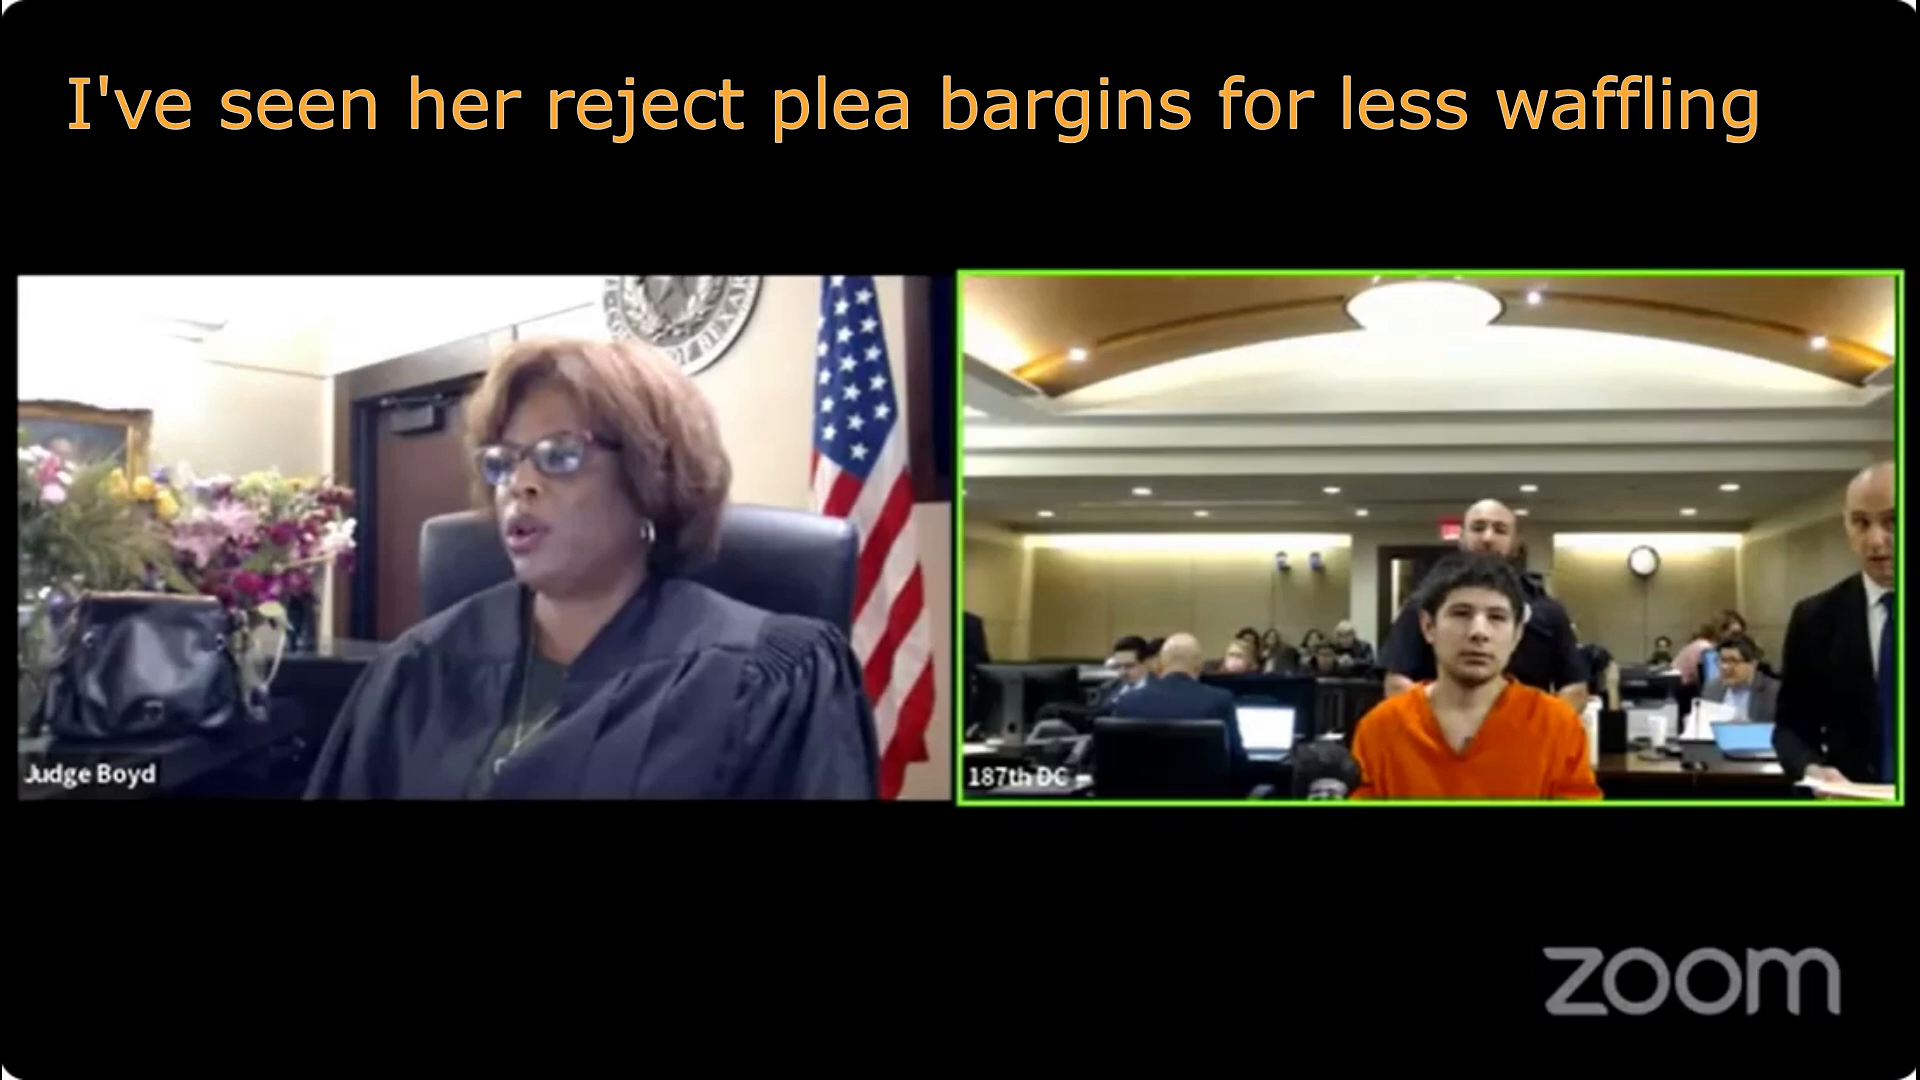 I've seen her reject plea bargins for less waffling
Judge Boyd
187th DC
zoom